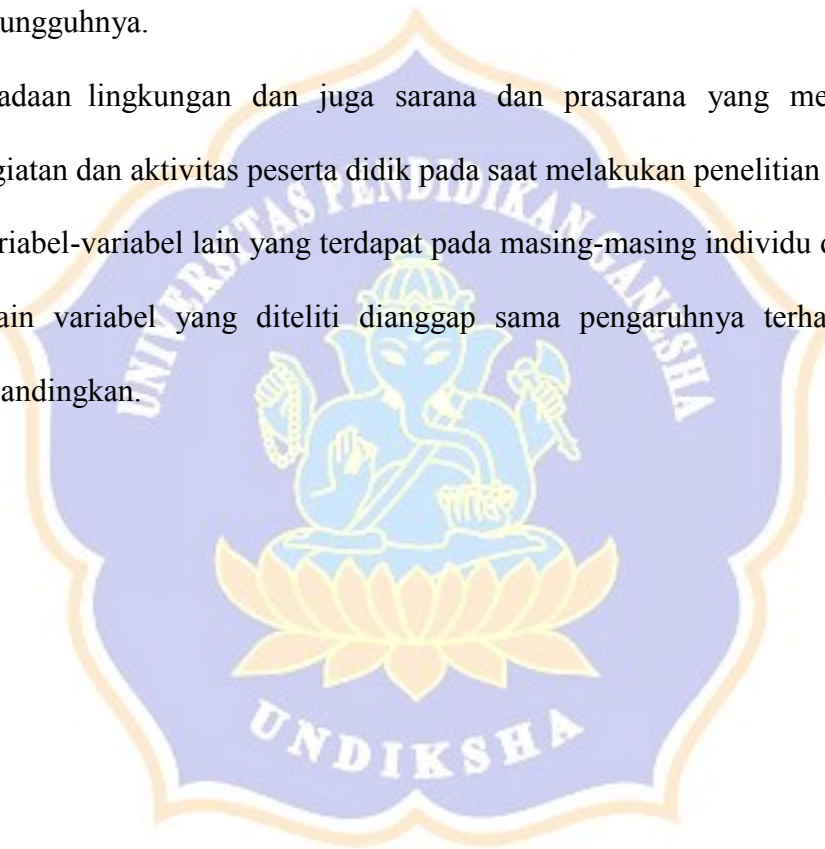 ungguhnya.
adaan lingkungan dan juga sarana dan prasarana yang me
giatan dan aktivitas peserta didik pada saat melakukan penelitian
riabel-variabel lain yang terdapat pada masing-masing individu
ain variabel yang diteliti dianggap sama pengaruhnya terha
andingkan.
UNIVERSITAS PENDIDIKAN GANESHA
UNDIKSHA